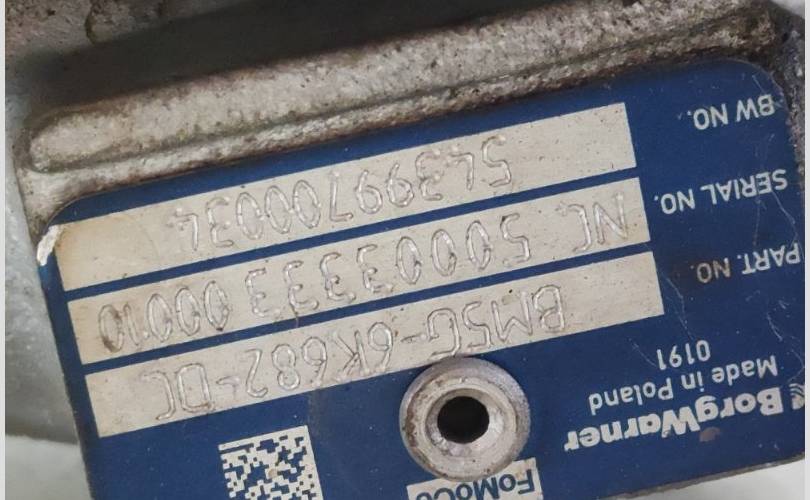 FoMoCo
BorgWarner
Made in Poland
0191
PART. NO. BM5G-6K682-DC
SERIAL NO. NC 50003333 00010
BW NO. 54399700034